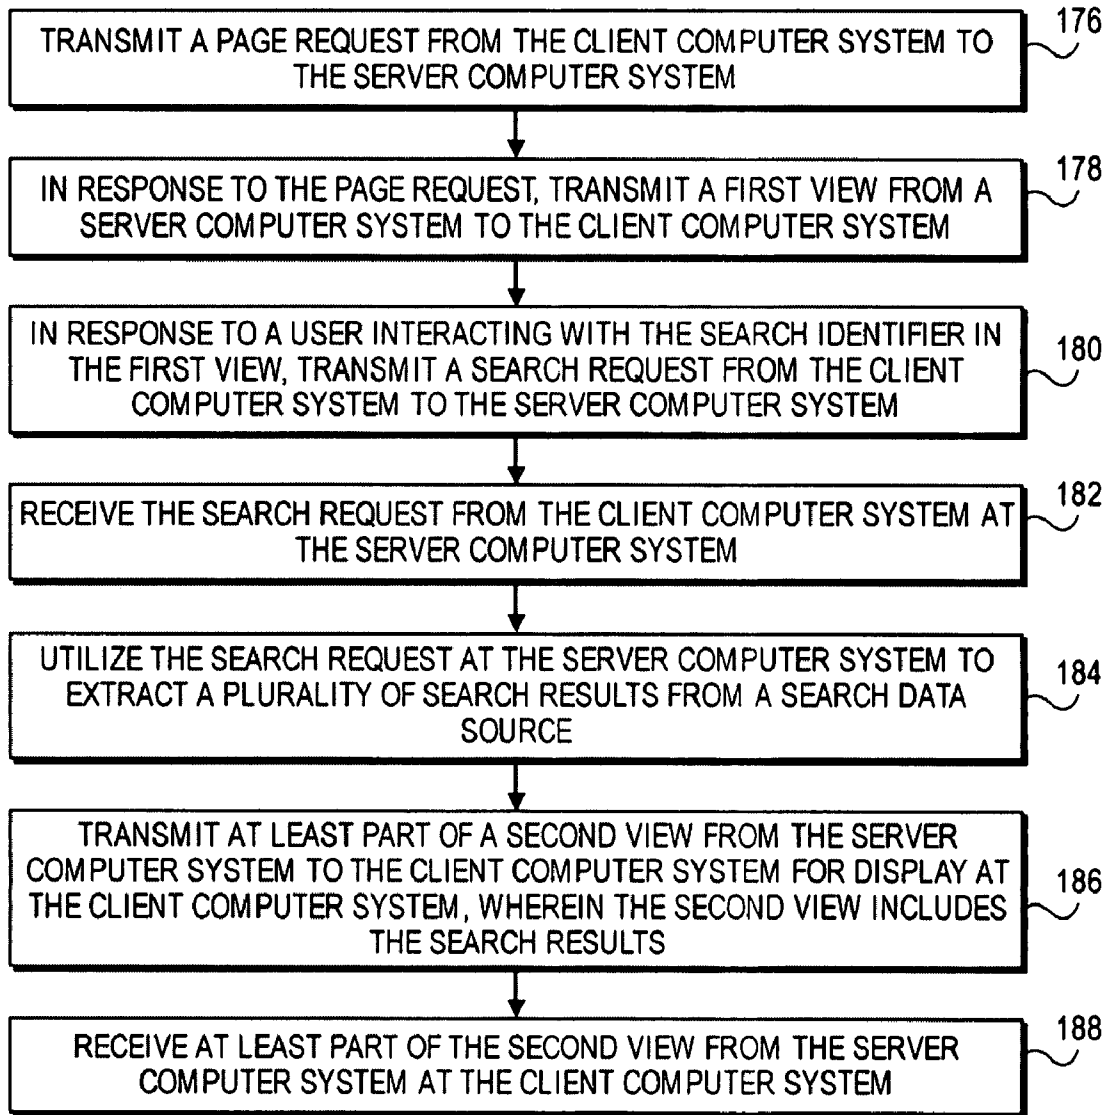 TRANSMIT A PAGE REQUEST FROM THE CLIENT COMPUTER SYSTEM TO
THE SERVER COMPUTER SYSTEM
176
IN RESPONSE TO THE PAGE REQUEST, TRANSMIT A FIRST VIEW FROM A
SERVER COMPUTER SYSTEM TO THE CLIENT COMPUTER SYSTEM
178
IN RESPONSE TO A USER INTERACTING WITH THE SEARCH IDENTIFIER IN
THE FIRST VIEW, TRANSMIT A SEARCH REQUEST FROM THE CLIENT
COMPUTER SYSTEM TO THE SERVER COMPUTER SYSTEM
180
RECEIVE THE SEARCH REQUEST FROM THE CLIENT COMPUTER SYSTEM AT
THE SERVER COMPUTER SYSTEM
182
UTILIZE THE SEARCH REQUEST AT THE SERVER COMPUTER SYSTEM TO
EXTRACT A PLURALITY OF SEARCH RESULTS FROM A SEARCH DATA
SOURCE
184
TRANSMIT AT LEAST PART OF A SECOND VIEW FROM THE SERVER
COMPUTER SYSTEM TO THE CLIENT COMPUTER SYSTEM FOR DISPLAY AT
THE CLIENT COMPUTER SYSTEM, WHEREIN THE SECOND VIEW INCLUDES
THE SEARCH RESULTS
186
RECEIVE AT LEAST PART OF THE SECOND VIEW FROM THE SERVER
COMPUTER SYSTEM AT THE CLIENT COMPUTER SYSTEM
188